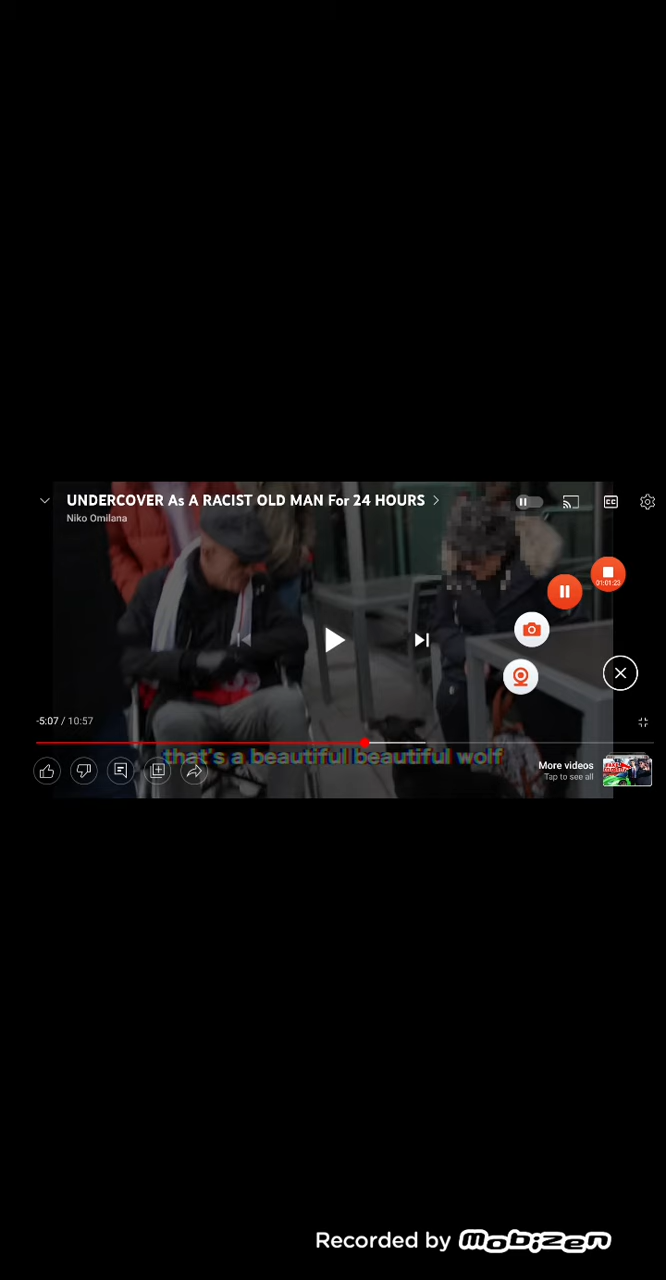 UNDERCOVER As A RACIST OLD MAN For 24 HOURS
Niko Omilana
CC
01:01:23
-5:07 / 10:57
that's a beautiful beautiful wolf
More videos
Tap to see all
Recorded by Mobizen